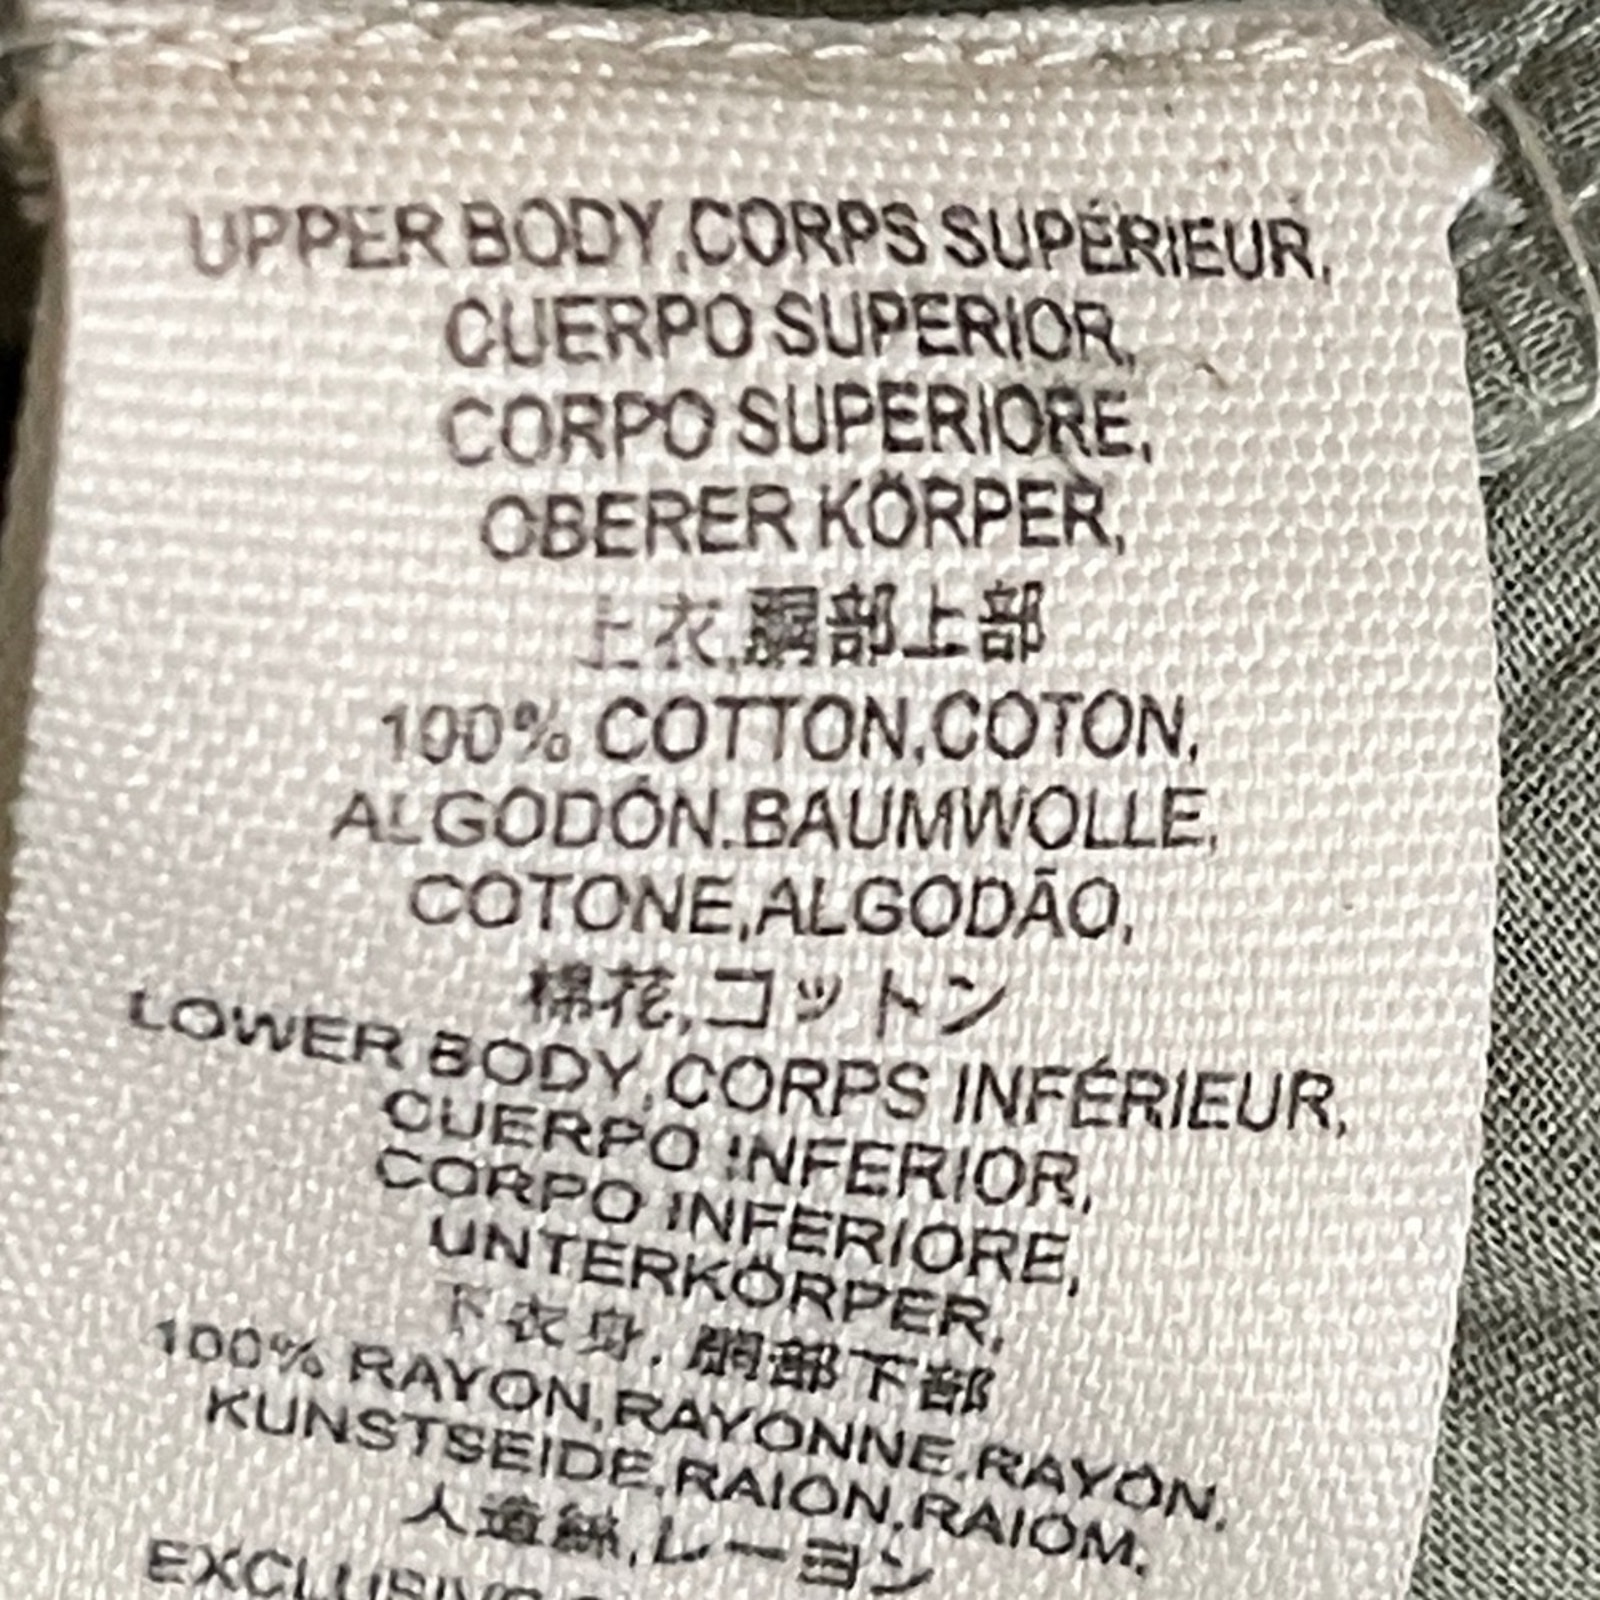 UPPER BODY,CORPS SUPÉRIEUR,
CUERPO SUPERIOR,
CORPO SUPERIORE,
OBERER KÖRPER,
上衣,胴部上部
100% COTTON,COTON,
ALGODÓN,BAUMWOLLE,
COTONE,ALGODÃO,
棉花,コットン
LOWER BODY,CORPS INFÉRIEUR,
CUERPO INFERIOR,
CORPO INFERIORE,
UNTERKÖRPER,
下衣身,胴部下部
100% RAYON,RAYONNE,RAYON,
KUNSTSEIDE,RAION,RAIOM,
人造絲,レーヨン